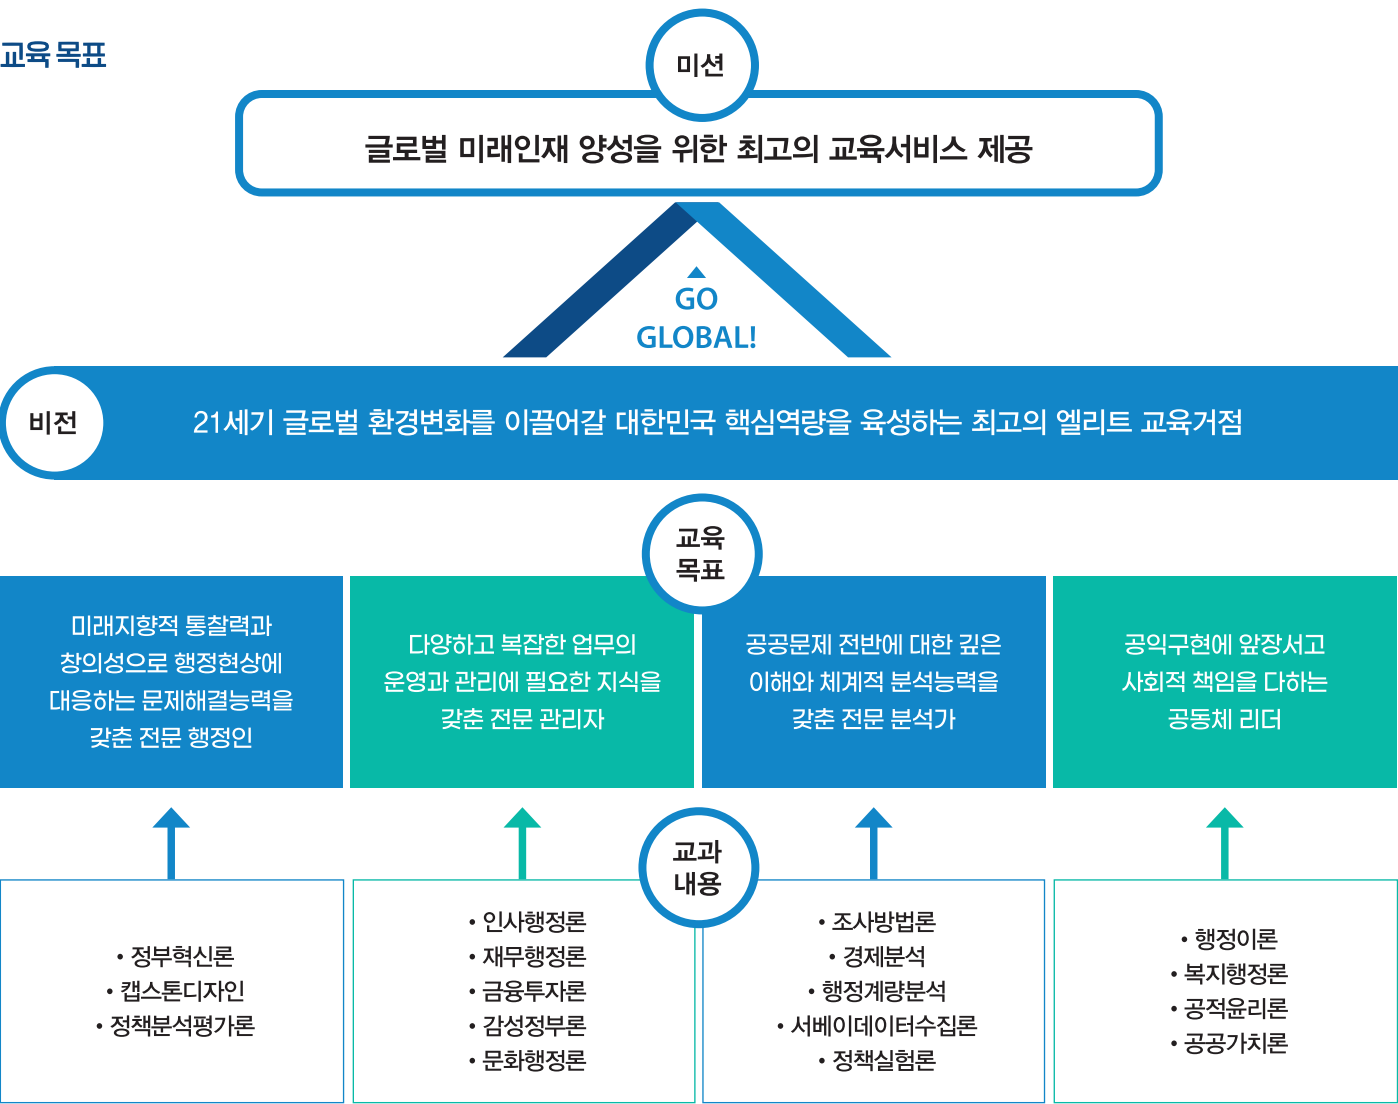 교육 목표
미션
글로벌 미래인재 양성을 위한 최고의 교육서비스 제공
GO
GLOBAL!
비전
21세기 글로벌 환경변화를 이끌어갈 대한민국 핵심역량을 육성하는 최고의 엘리트 교육거점
교육
목표
미래지향적 통찰력과
창의성으로 행정현상에
대응하는 문제해결능력을
갖춘 전문 행정인
다양하고 복잡한 업무의
운영과 관리에 필요한 지식을
갖춘 전문 관리자
공공문제 전반에 대한 깊은
이해와 체계적 분석능력을
갖춘 전문 분석가
공익구현에 앞장서고
사회적 책임을 다하는
공동체 리더
교과
내용
• 정부혁신론
• 캡스톤디자인
• 정책분석평가론
• 인사행정론
• 재무행정론
• 금융투자론
• 감성정부론
• 문화행정론
• 조사방법론
• 경제분석
• 행정계량분석
• 서베이데이터수집론
• 정책실험론
• 행정이론
• 복지행정론
• 공적윤리론
• 공공가치론